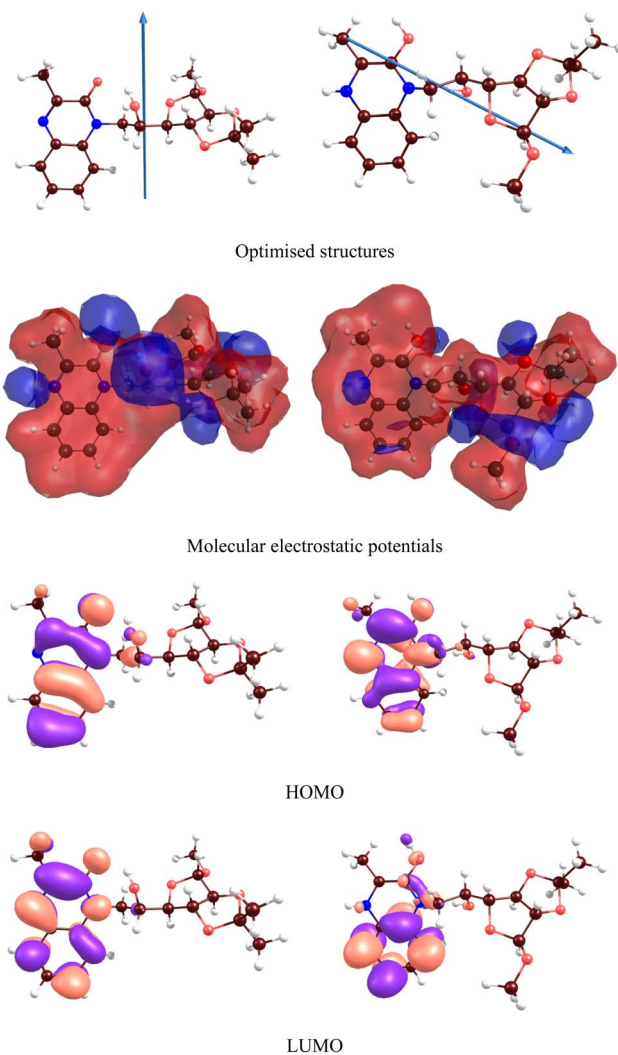 Optimised structures
Molecular electrostatic potentials
HOMO
LUMO